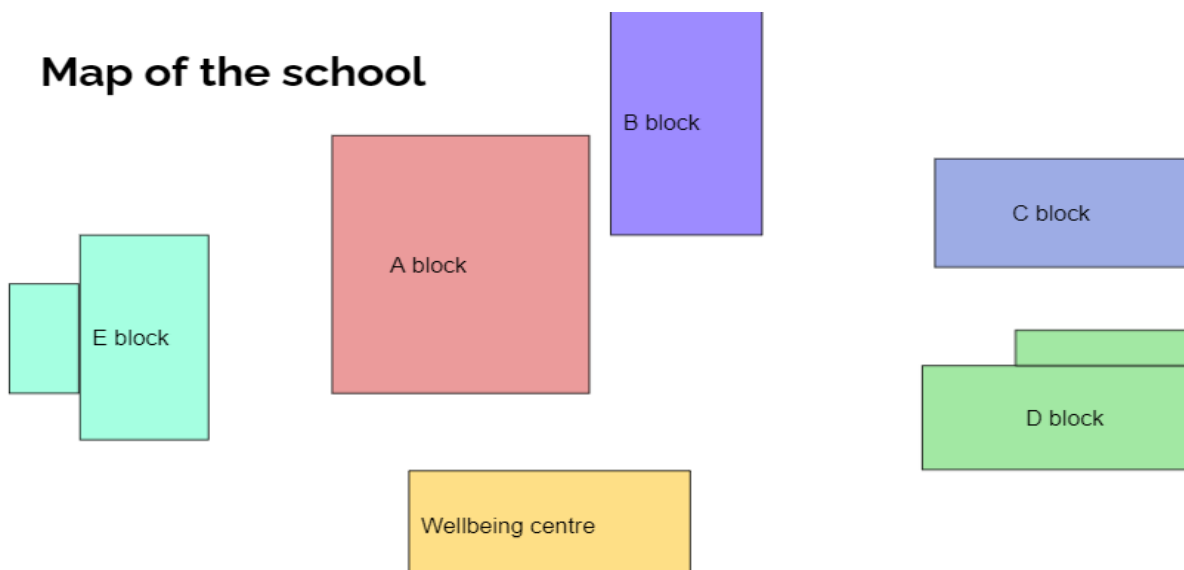 Map of the school
B block
C block
A block
E block
D block
Wellbeing centre